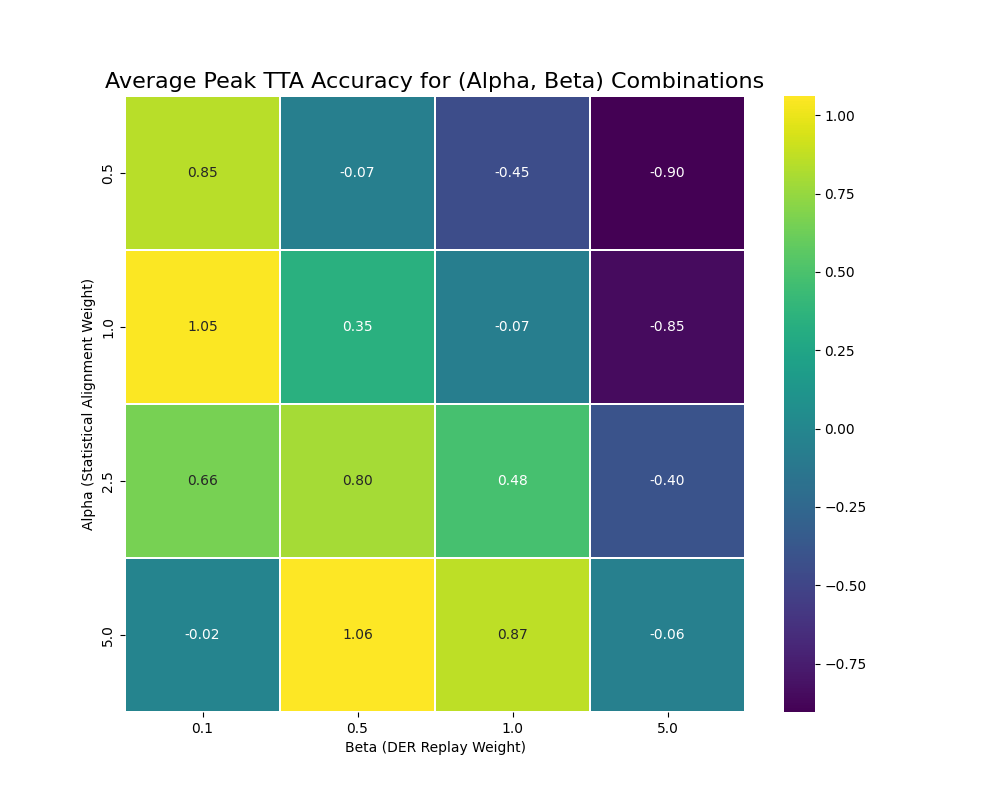 Average Peak TTA Accuracy for (Alpha, Beta) Combinations
Alpha (Statistical Alignment Weight)
0.5
0.85 -0.07 -0.45 -0.90
1.0
1.05 0.35 -0.07 -0.85
2.5
0.66 0.80 0.48 -0.40
5.0
-0.02 1.06 0.87 -0.06
0.1 0.5 1.0 5.0
Beta (DER Replay Weight)
1.00
0.75
0.50
0.25
0.00
−0.25
−0.50
−0.75